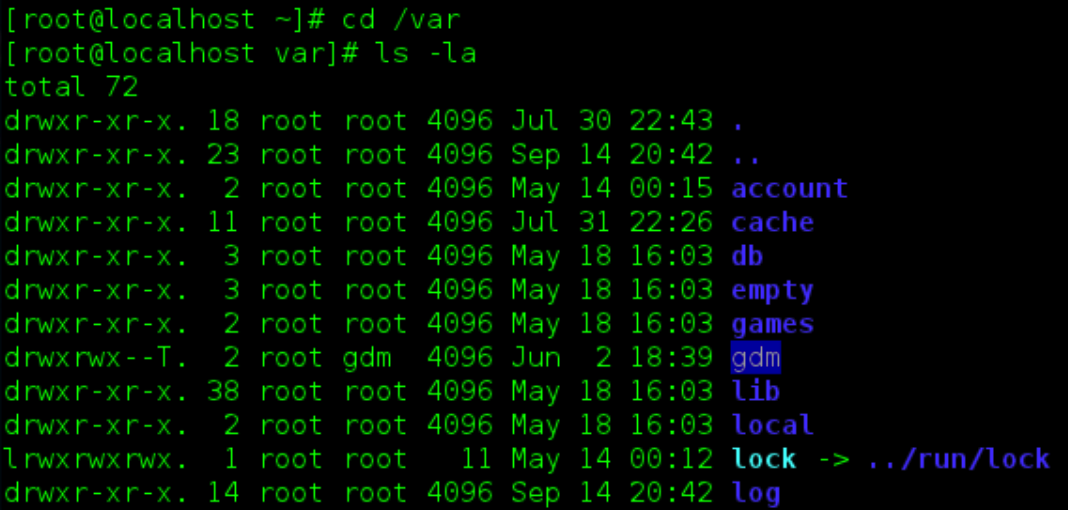 [root@localhost ~]# cd /var
[root@localhost var]# ls -la
total 72
drwxr-xr-x. 18 root root 4096 Jul 30 22:43 .
drwxr-xr-x. 23 root root 4096 Sep 14 20:42 ..
drwxr-xr-x.  2 root root 4096 May 14 00:15 account
drwxr-xr-x. 11 root root 4096 Jul 31 22:26 cache
drwxr-xr-x.  3 root root 4096 May 18 16:03 db
drwxr-xr-x.  3 root root 4096 May 18 16:03 empty
drwxr-xr-x.  2 root root 4096 May 18 16:03 games
drwxrwx--T.  2 root gdm  4096 Jun  2 18:39 gdm
drwxr-xr-x. 38 root root 4096 May 18 16:03 lib
drwxr-xr-x.  2 root root 4096 May 18 16:03 local
lrwxrwxrwx.  1 root root   11 May 14 00:12 lock -> ../run/lock
drwxr-xr-x. 14 root root 4096 Sep 14 20:42 log